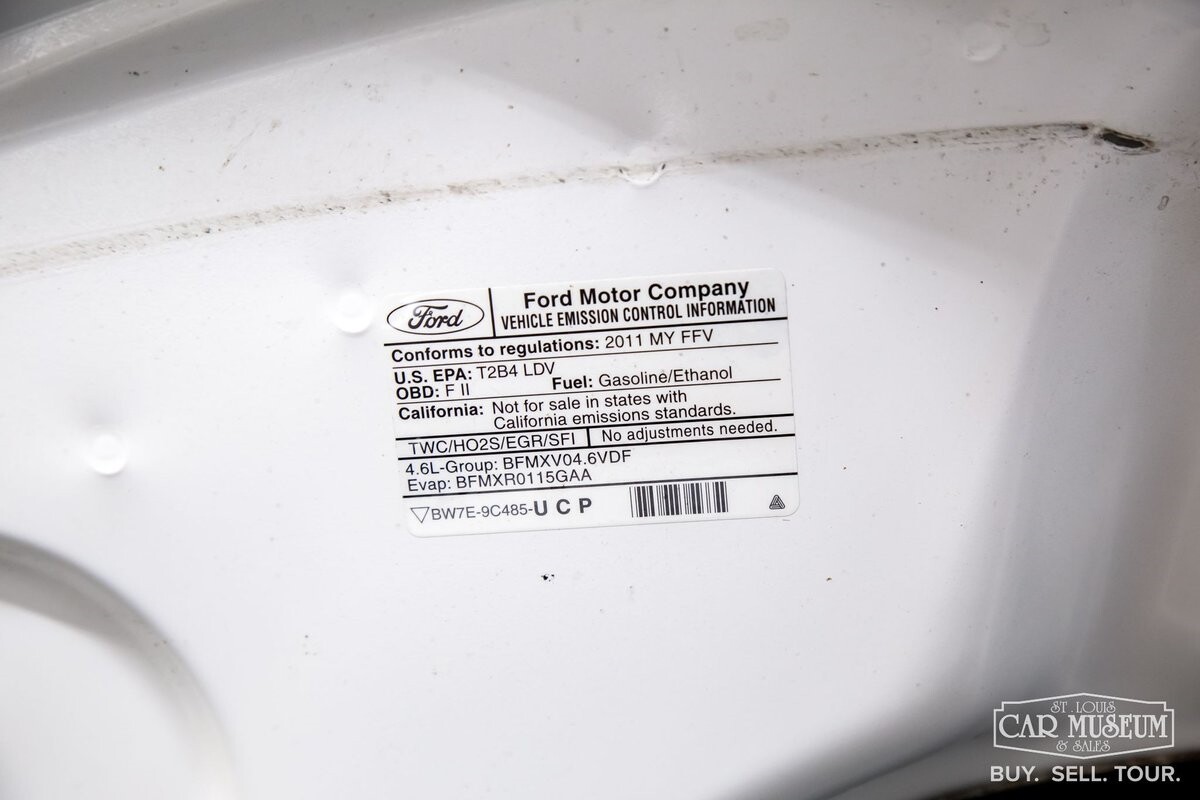 Ford
Ford Motor Company
VEHICLE EMISSION CONTROL INFORMATION
Conforms to regulations: 2011 MY FFV
U.S. EPA: T2B4 LDV
OBD: F II Fuel: Gasoline/Ethanol
California: Not for sale in states with
California emissions standards.
TWC/HO2S/EGR/SFI No adjustments needed.
4.6L-Group: BFMXV04.6VDF
Evap: BFMXR0115GAA
BW7E-9C485-UCP
ST. LOUIS
CAR MUSEUM
& SALES
BUY. SELL. TOUR.